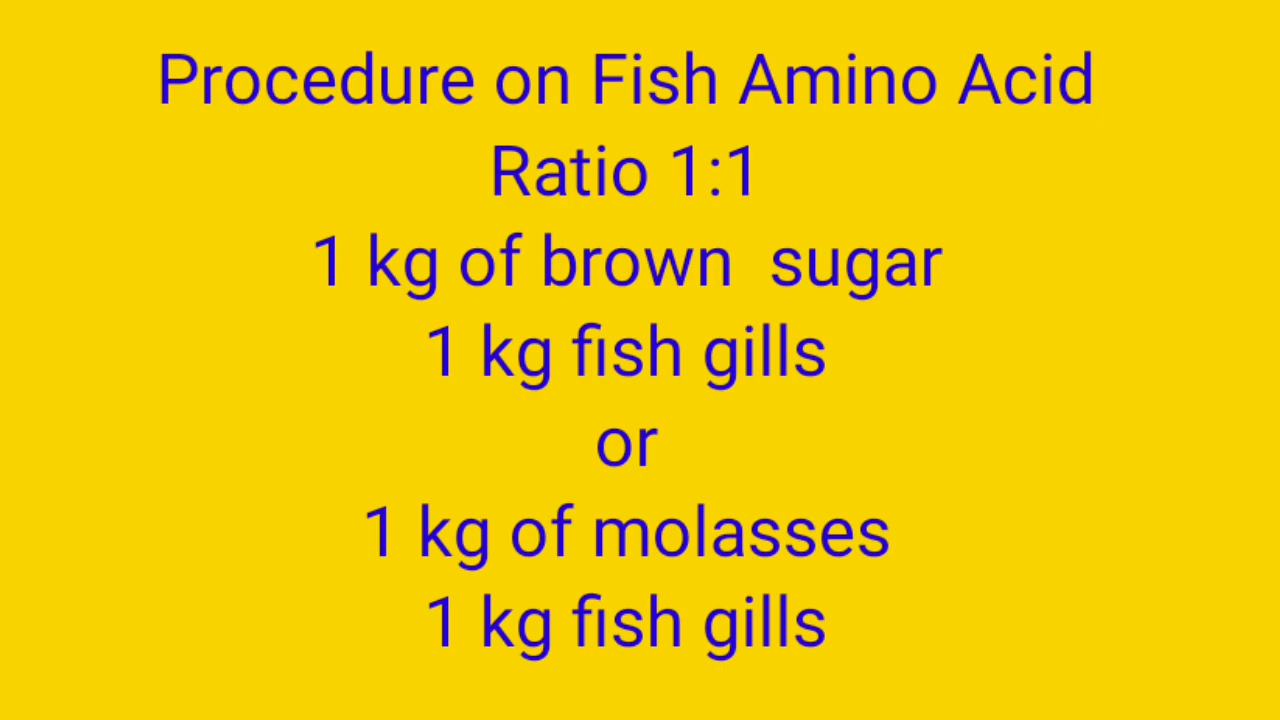 Procedure on Fish Amino Acid
Ratio 1:1
1 kg of brown  sugar
1 kg fish gills
or
1 kg of molasses
1 kg fish gills